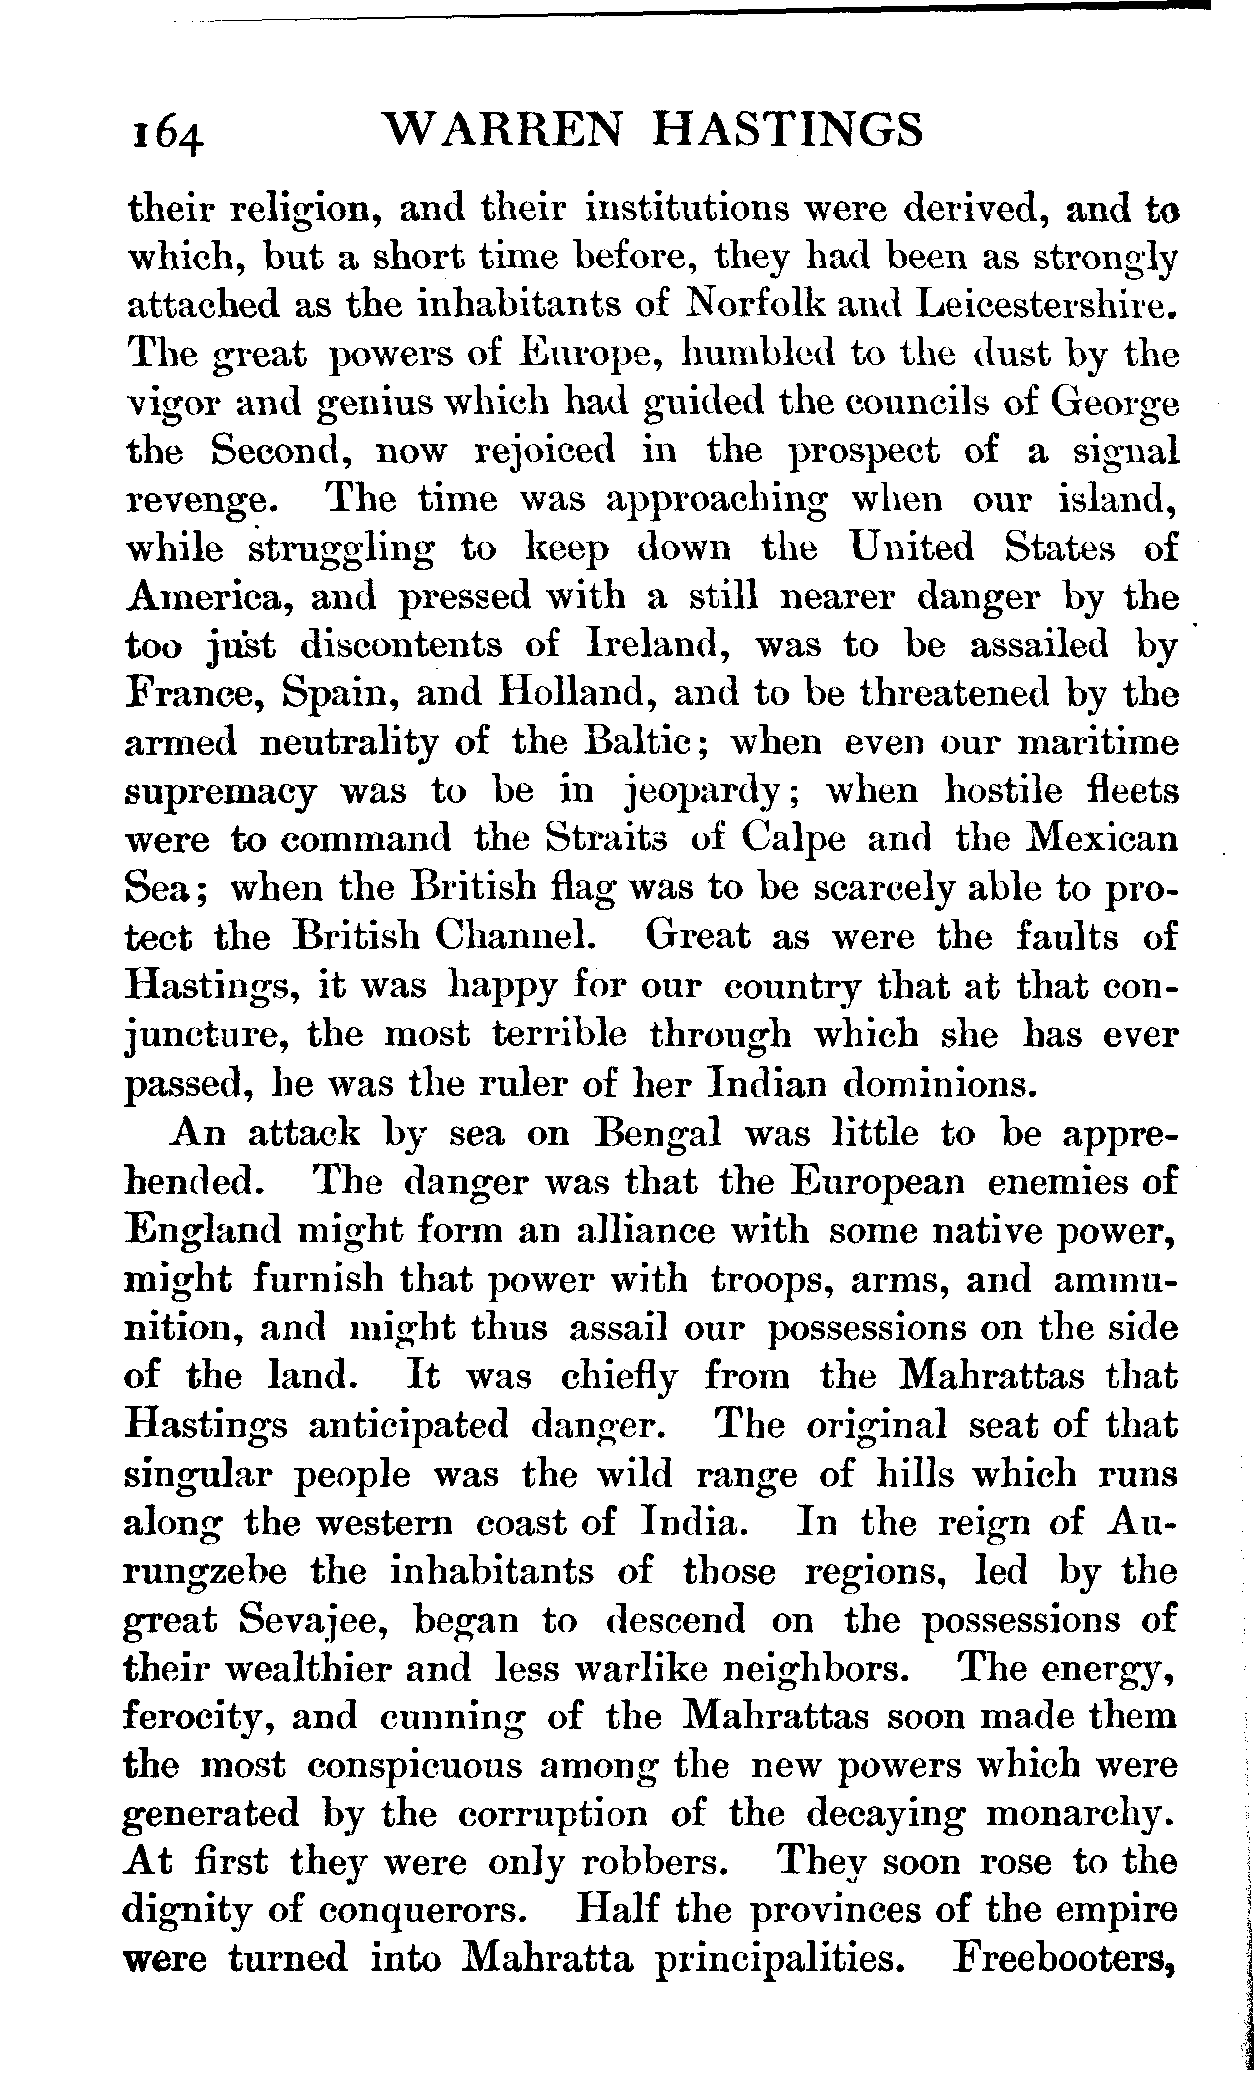 164 WARREN HASTINGS
their religion, and their institutions were derived, and to
which, but a short time before, they had been as strongly
attached as the inhabitants of Norfolk and Leicestershire.
The great powers of Europe, humbled to the dust by the
vigor and genius which had guided the councils of George
the Second, now rejoiced in the prospect of a signal
revenge. The time was approaching when our island,
while struggling to keep down the United States of
America, and pressed with a still nearer danger by the
too just discontents of Ireland, was to be assailed by
France, Spain, and Holland, and to be threatened by the
armed neutrality of the Baltic; when even our maritime
supremacy was to be in jeopardy; when hostile fleets
were to command the Straits of Calpe and the Mexican
Sea; when the British flag was to be scarcely able to pro-
tect the British Channel. Great as were the faults of
Hastings, it was happy for our country that at that con-
juncture, the most terrible through which she has ever
passed, he was the ruler of her Indian dominions.
An attack by sea on Bengal was little to be appre-
hended. The danger was that the European enemies of
England might form an alliance with some native power,
might furnish that power with troops, arms, and ammu-
nition, and might thus assail our possessions on the side
of the land. It was chiefly from the Mahrattas that
Hastings anticipated danger. The original seat of that
singular people was the wild range of hills which runs
along the western coast of India. In the reign of Au-
rungzebe the inhabitants of those regions, led by the
great Sevajee, began to descend on the possessions of
their wealthier and less warlike neighbors. The energy,
ferocity, and cunning of the Mahrattas soon made them
the most conspicuous among the new powers which were
generated by the corruption of the decaying monarchy.
At first they were only robbers. They soon rose to the
dignity of conquerors. Half the provinces of the empire
were turned into Mahratta principalities. Freebooters,